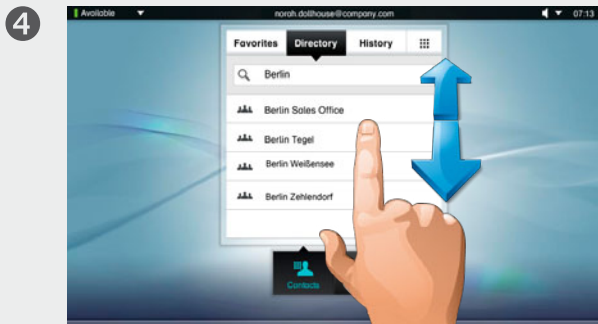 4
Available norah.dollhouse@company.com 07:13
Favorites Directory History
Berlin
Berlin Sales Office
Berlin Tegel
Berlin Weißensee
Berlin Zehlendorf
Contacts